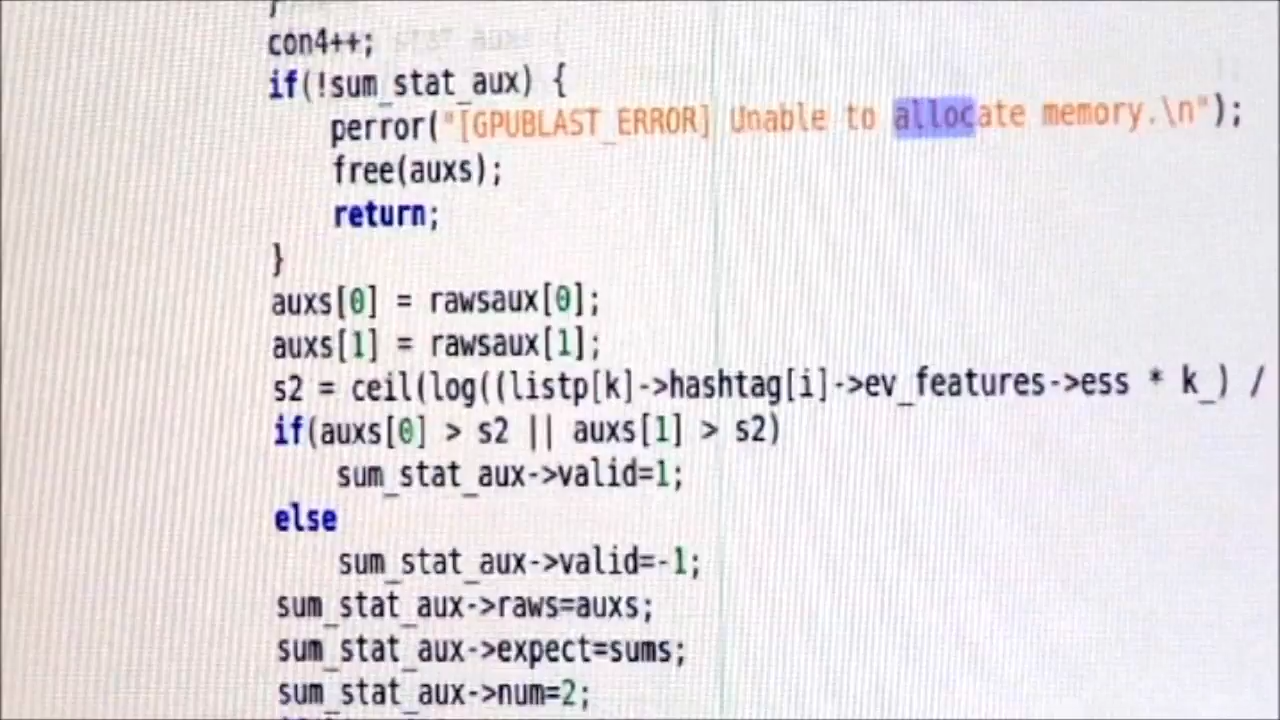 con4++;
if(!sum_stat_aux) {
perror("[GPUBLAST_ERROR] Unable to allocate memory.\n");
free(auxs);
return;
}
auxs[0] = rawsaux[0];
auxs[1] = rawsaux[1];
s2 = ceil(log((listp[k]->hashtag[i]->ev_features->ess * k_) /
if(auxs[0] > s2 || auxs[1] > s2)
sum_stat_aux->valid=1;
else
sum_stat_aux->valid=-1;
sum_stat_aux->raws=auxs;
sum_stat_aux->expect=sums;
sum_stat_aux->num=2;